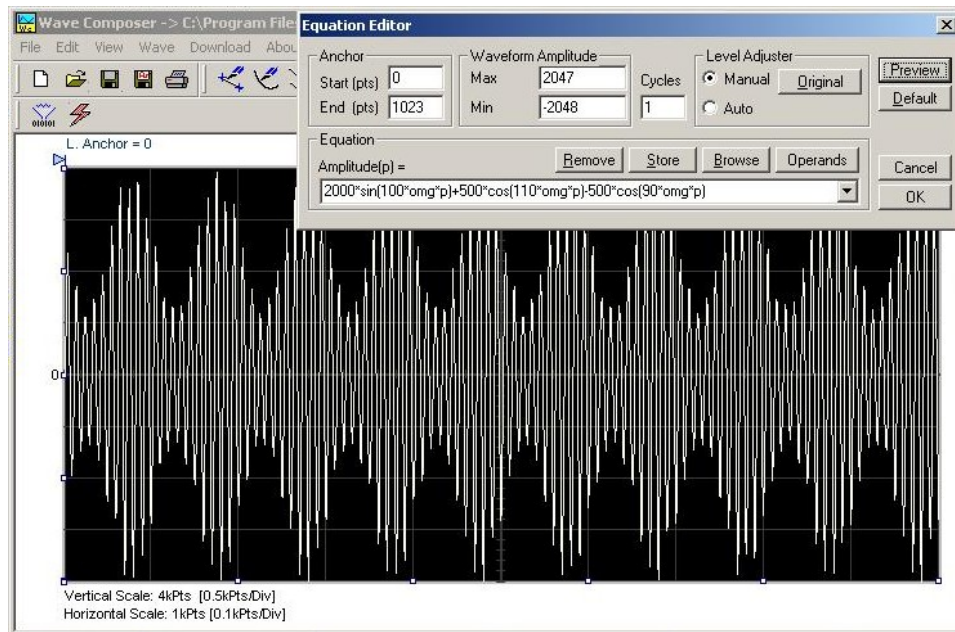 Wave Composer -> C:\Program File
File Edit View Wave Download Abou
L. Anchor = 0
0
Vertical Scale: 4kPts [0.5kPts/Div]
Horizontal Scale: 1kPts [0.1kPts/Div]
Equation Editor
Anchor
Start (pts) 0
End (pts) 1023
Waveform Amplitude
Max 2047
Min -2048
Cycles
1
Level Adjuster
Manual Original
Auto
Preview
Default
Cancel
OK
Equation
Amplitude(p) =
Remove Store Browse Operands
2000*sin(100*omg*p)+500*cos(110*omg*p)-500*cos(90*omg*p)